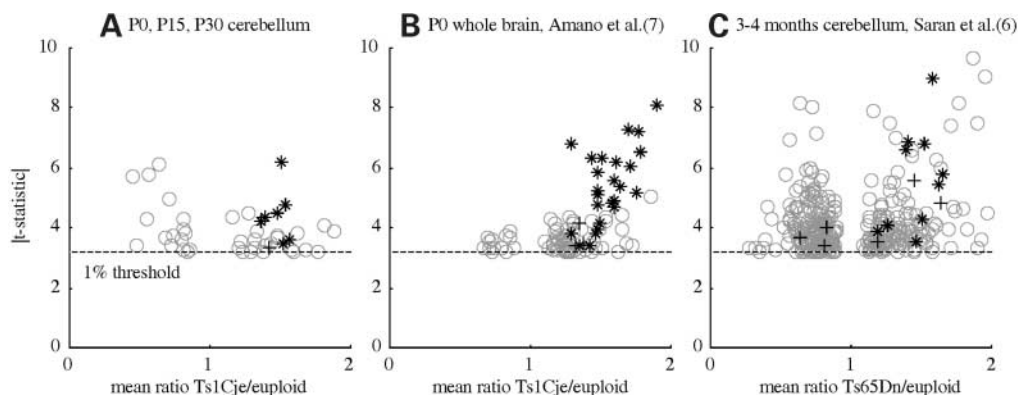 A P0, P15, P30 cerebellum
B P0 whole brain, Amano et al.(7)
C 3-4 months cerebellum, Saran et al.(6)
|t-statistic|
10
8
6
4
2
0
1% threshold
0 1 2
mean ratio Ts1Cje/euploid
10
8
6
4
2
0
0 1 2
mean ratio Ts1Cje/euploid
10
8
6
4
2
0
0 1 2
mean ratio Ts65Dn/euploid